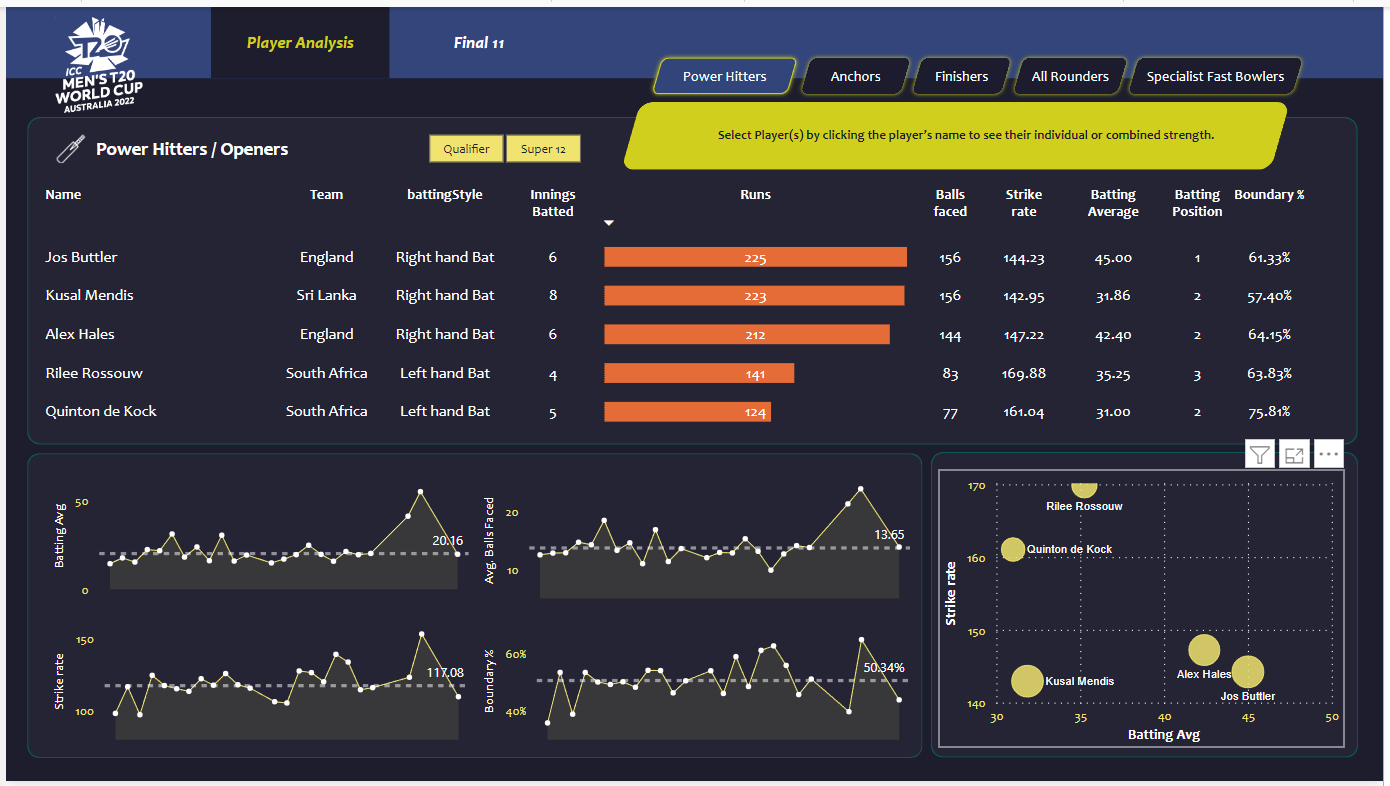 Player Analysis
Final 11
T20
ICC
MEN'S T20
WORLD CUP
AUSTRALIA 2022
Power Hitters
Anchors
Finishers
All Rounders
Specialist Fast Bowlers
Select Player(s) by clicking the player's name to see their individual or combined strength.
Power Hitters / Openers
Qualifier
Super 12
Name Team battingStyle Innings Batted Runs Balls faced Strike rate Batting Average Batting Position Boundary %
Jos Buttler England Right hand Bat 6 225 156 144.23 45.00 1 61.33%
Kusal Mendis Sri Lanka Right hand Bat 8 223 156 142.95 31.86 2 57.40%
Alex Hales England Right hand Bat 6 212 144 147.22 42.40 2 64.15%
Rilee Rossouw South Africa Left hand Bat 4 141 83 169.88 35.25 3 63.83%
Quinton de Kock South Africa Left hand Bat 5 124 77 161.04 31.00 2 75.81%
Batting Avg
50
0
20.16
Avg. Balls Faced
20
10
13.65
Strike rate
150
100
117.08
Boundary%
60%
40%
50.34%
Strike rate
170
160
150
140
Rilee Rossouw
Quinton de Kock
Alex Hales
Kusal Mendis
Jos Buttler
30 35 40 45 50
Batting Avg